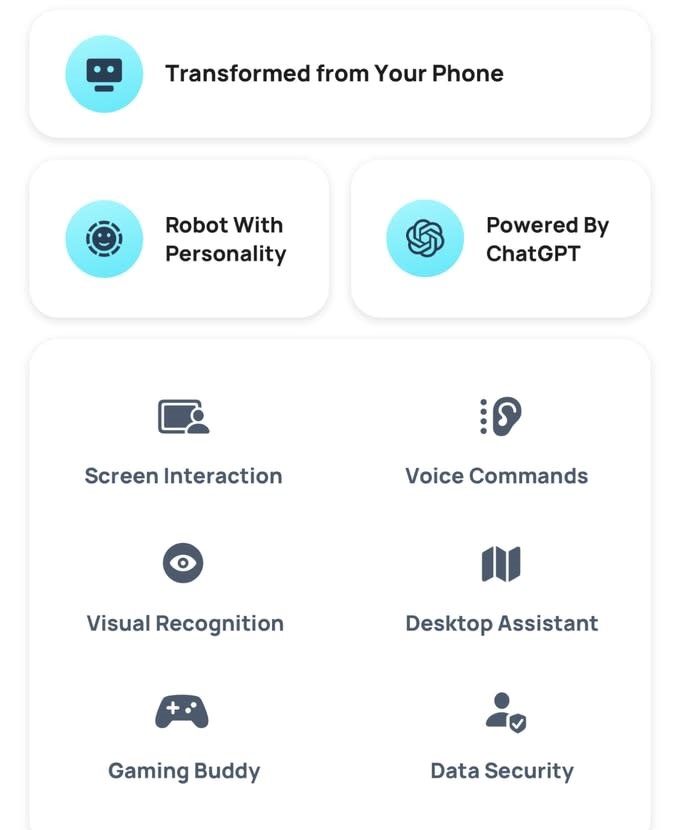 Transformed from Your Phone
Robot With
Personality
Powered By
ChatGPT
Screen Interaction
Voice Commands
Visual Recognition
Desktop Assistant
Gaming Buddy
Data Security